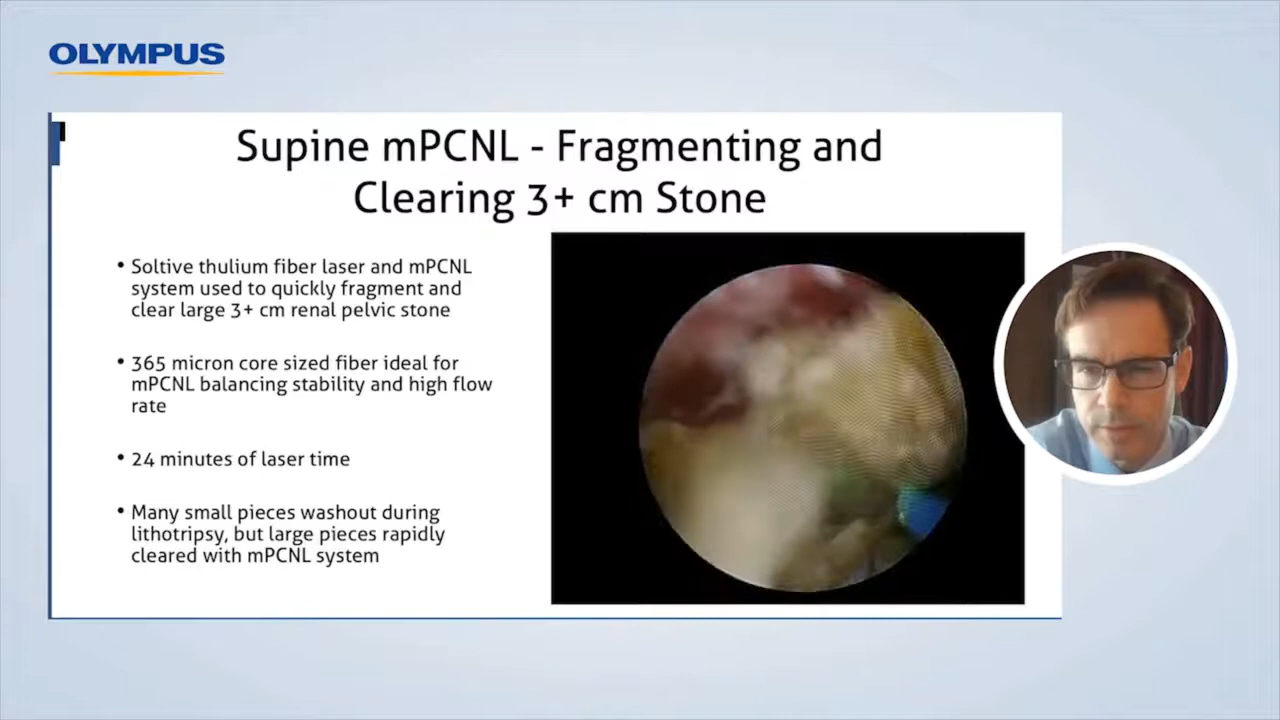 OLYMPUS
Supine mPCNL - Fragmenting and
Clearing 3+ cm Stone
• Soltive thulium fiber laser and mPCNL
system used to quickly fragment and
clear large 3+ cm renal pelvic stone
• 365 micron core sized fiber ideal for
mPCNL balancing stability and high flow
rate
• 24 minutes of laser time
• Many small pieces washout during
lithotripsy, but large pieces rapidly
cleared with mPCNL system